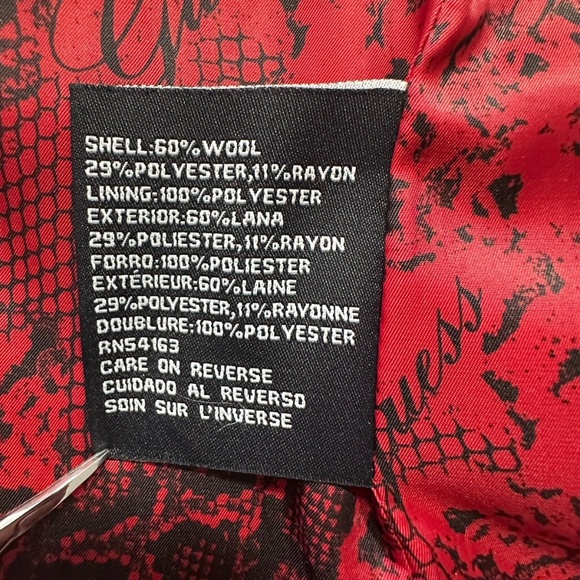 Guess
SHELL:60%WOOL
29%POLYESTER,11%RAYON
LINING:100%POLYESTER
EXTERIOR:60%LANA
29%POLIESTER,11%RAYON
FORRO:100%POLIESTER
EXTÉRIEUR:60%LAINE
29%POLYESTER,11%RAYONNE
DOUBLURE:100%POLYESTER
RN54163
CARE ON REVERSE
CUIDADO AL REVERSO
SOIN SUR L'INVERSE
Guess